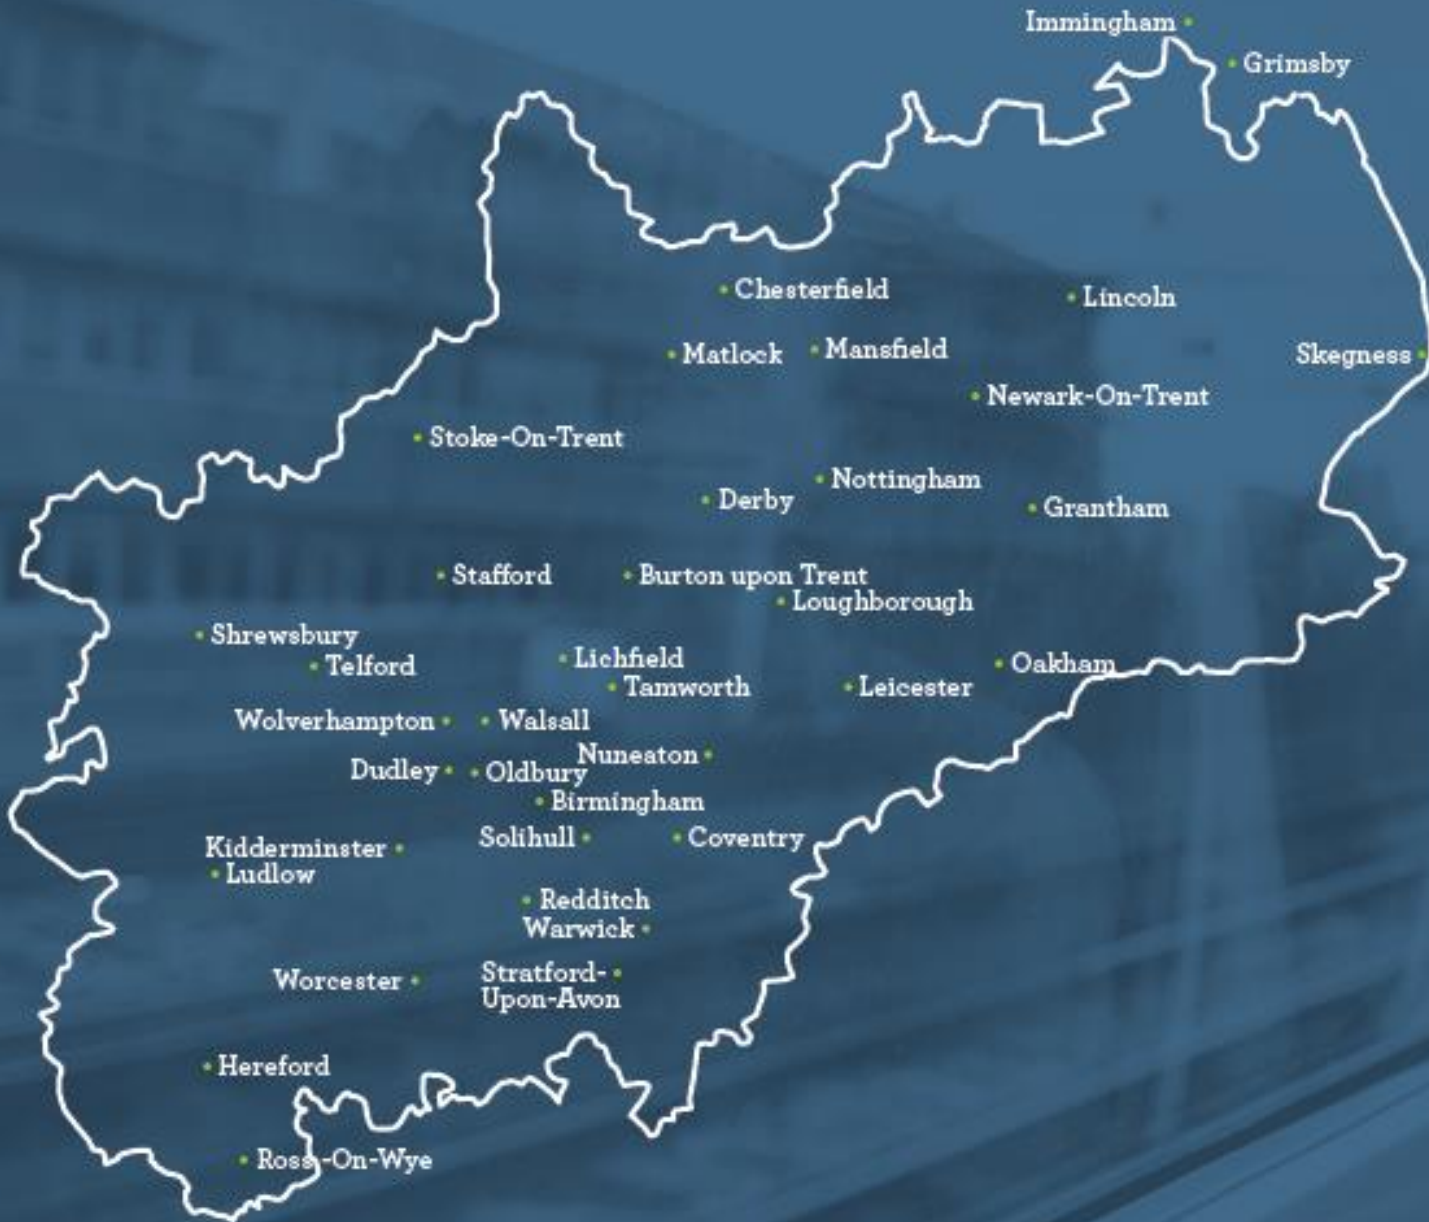 Immingham
Grimsby
Chesterfield
Lincoln
Matlock
Mansfield
Skegness
Newark-On-Trent
Stoke-On-Trent
Nottingham
Derby
Grantham
Stafford
Burton upon Trent
Loughborough
Shrewsbury
Telford
Lichfield
Oakham
Tamworth
Leicester
Wolverhampton
Walsall
Nuneaton
Dudley
Oldbury
Birmingham
Solihull
Coventry
Kidderminster
Ludlow
Redditch
Warwick
Worcester
Stratford-
Upon-Avon
Hereford
Ross-On-Wye